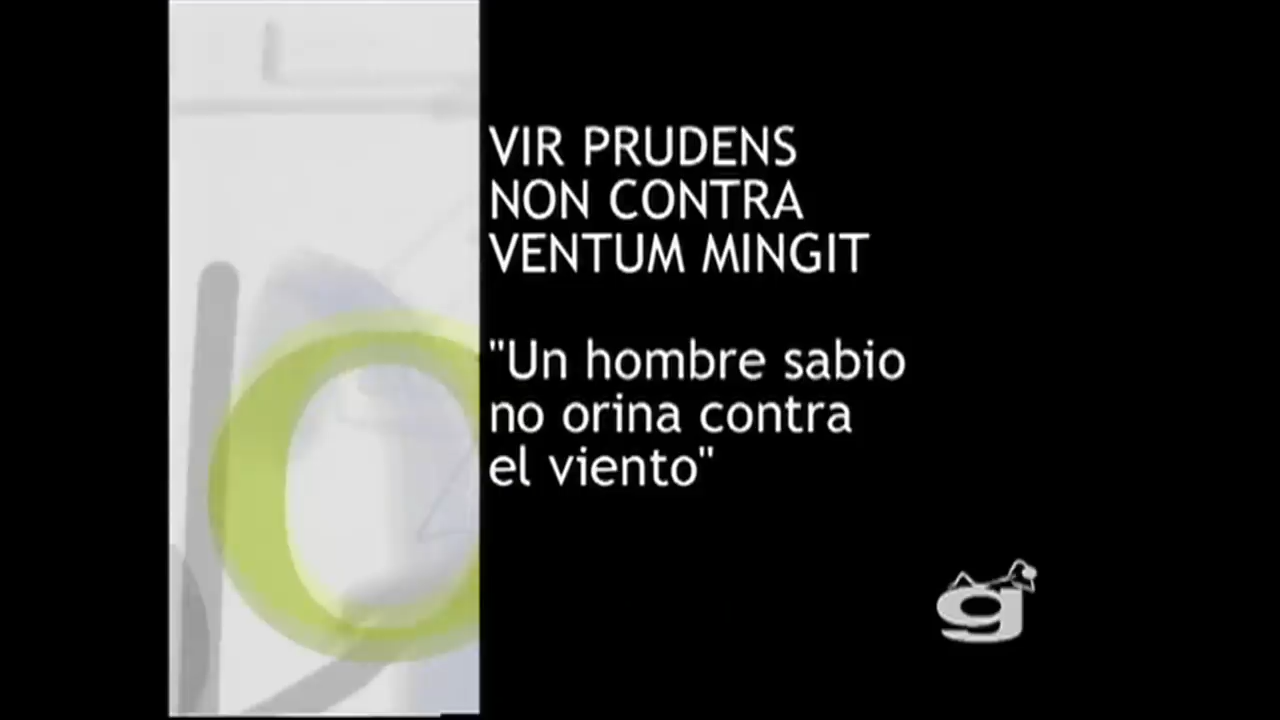 VIR PRUDENS
NON CONTRA
VENTUM MINGIT
"Un hombre sabio
no orina contra
el viento"
g